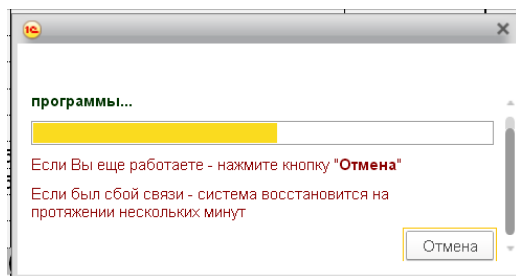 1С
программы...
Если Вы еще работаете - нажмите кнопку "Отмена"
Если был сбой связи - система восстановится на
протяжении нескольких минут
Отмена